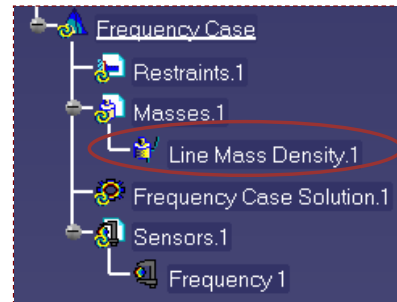 Frequency Case
Restraints.1
Masses.1
Line Mass Density.1
Frequency Case Solution.1
Sensors.1
Frequency 1